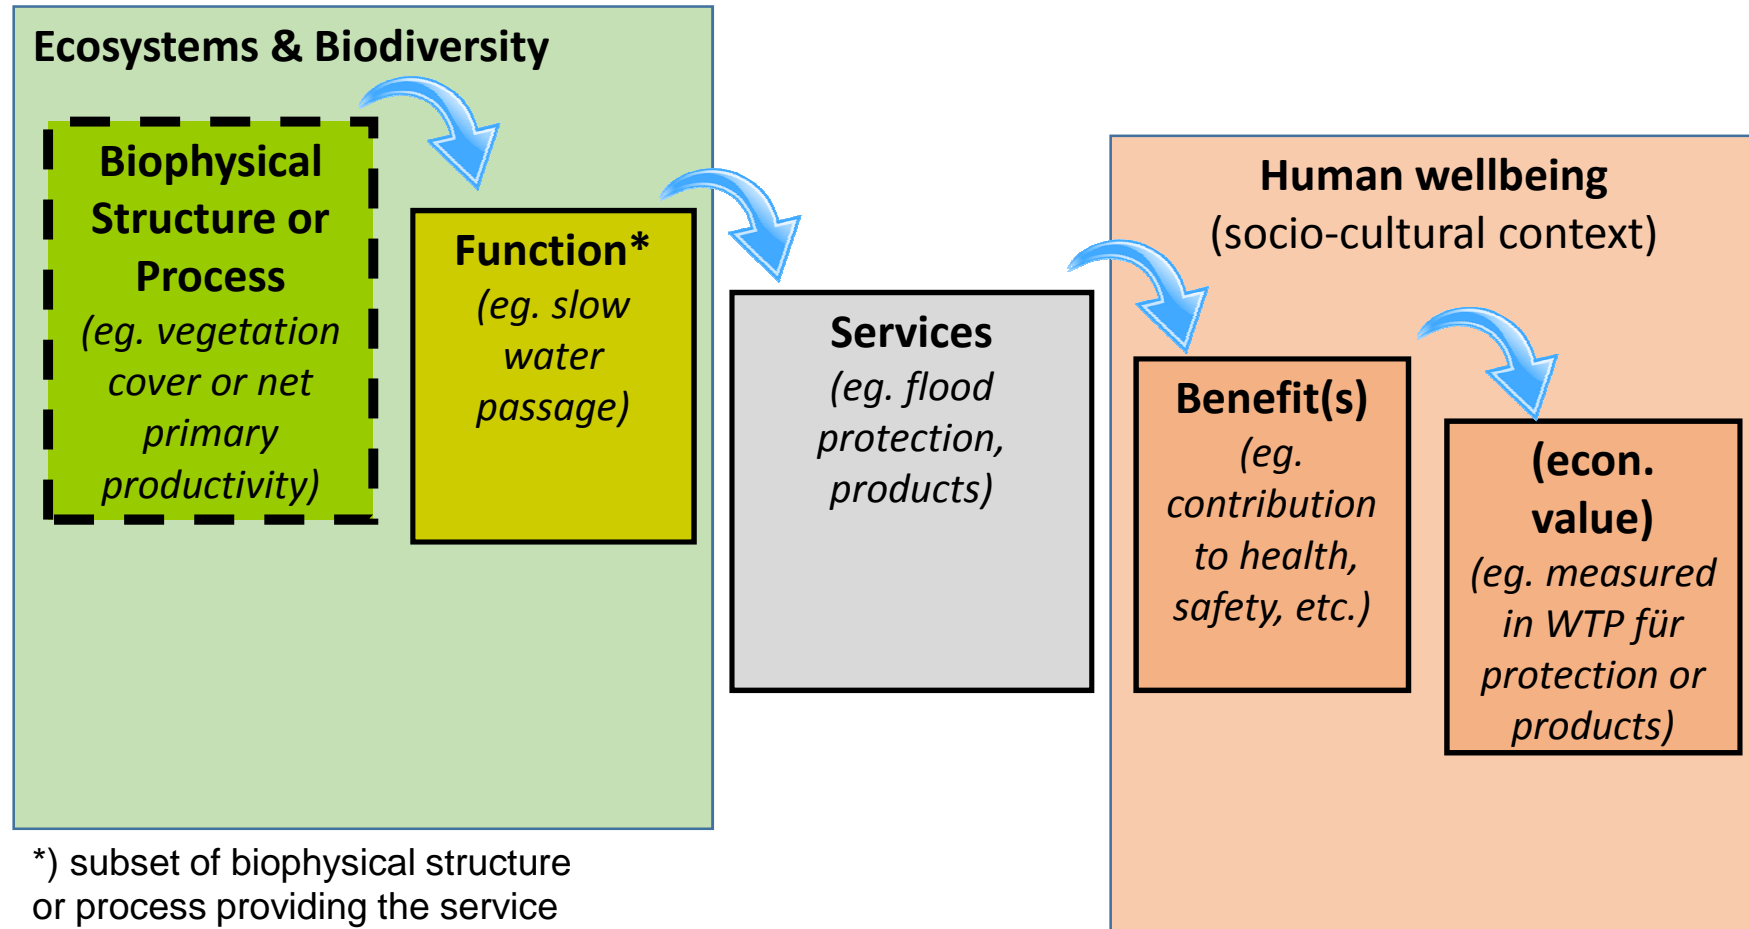 Ecosystems & Biodiversity
Biophysical
Structure or
Process
(eg. vegetation
cover or net
primary
productivity)
Function*
(eg. slow
water
passage)
Services
(eg. flood
protection,
products)
Human wellbeing
(socio-cultural context)
Benefit(s)
(eg.
contribution
to health,
safety, etc.)
(econ.
value)
(eg. measured
in WTP für
protection or
products)
*) subset of biophysical structure
or process providing the service